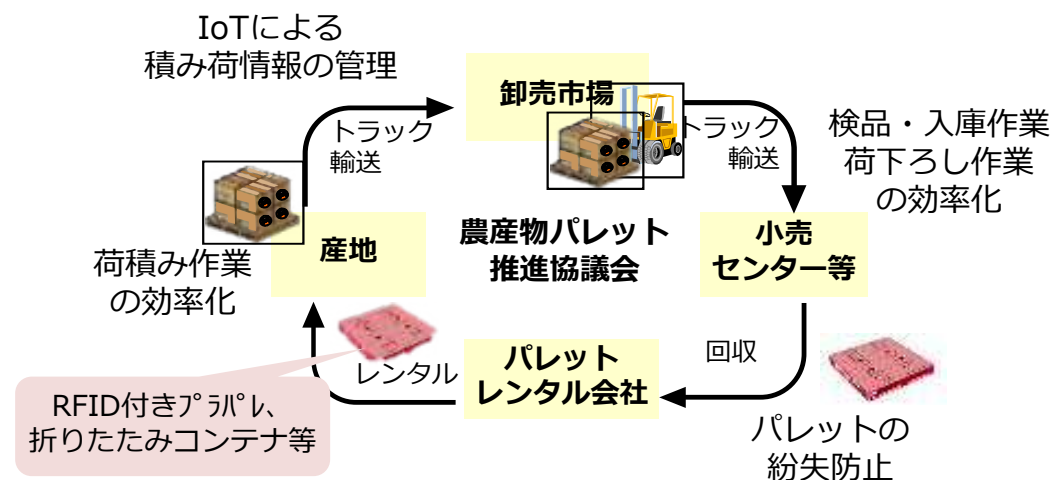 IoTによる
積み荷情報の管理
卸売市場
トラック
輸送
トラック
輸送
検品・入庫作業
荷下ろし作業
の効率化
産地
農産物パレット
推進協議会
小売
センター等
荷積み作業
の効率化
レンタル
パレット
レンタル会社
回収
RFID付きプラパレ、
折りたたみコンテナ等
パレットの
紛失防止